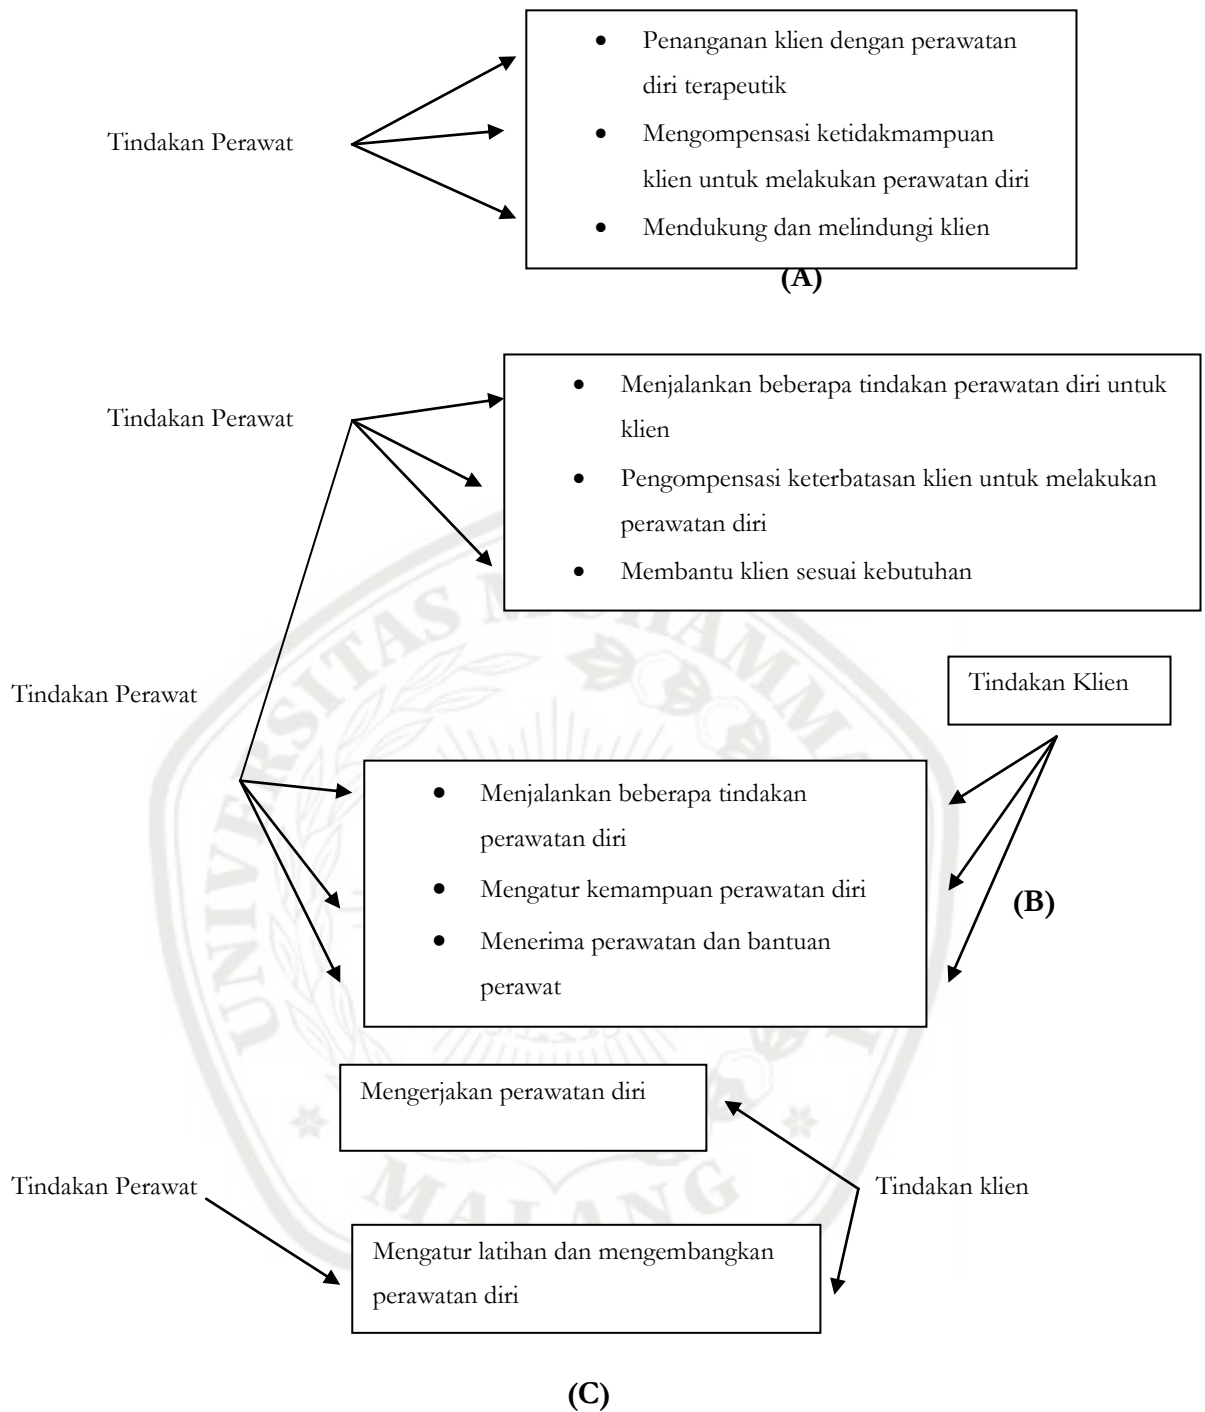 • Penanganan klien dengan perawatan
diri terapeutik
Tindakan Perawat
• Mengompensasi ketidakmampuan
klien untuk melakukan perawatan diri
• Mendukung dan melindungi klien
(A)
• Menjalankan beberapa tindakan perawatan diri untuk
klien
Tindakan Perawat
• Pengompensasi keterbatasan klien untuk melakukan
perawatan diri
• Membantu klien sesuai kebutuhan
Tindakan Perawat
Tindakan Klien
• Menjalankan beberapa tindakan
perawatan diri
• Mengatur kemampuan perawatan diri
• Menerima perawatan dan bantuan
perawat
(B)
Mengerjakan perawatan diri
Tindakan Perawat
Tindakan klien
Mengatur latihan dan mengembangkan
perawatan diri
(C)
UNIVERSITAS MUHAMMA
MALANG